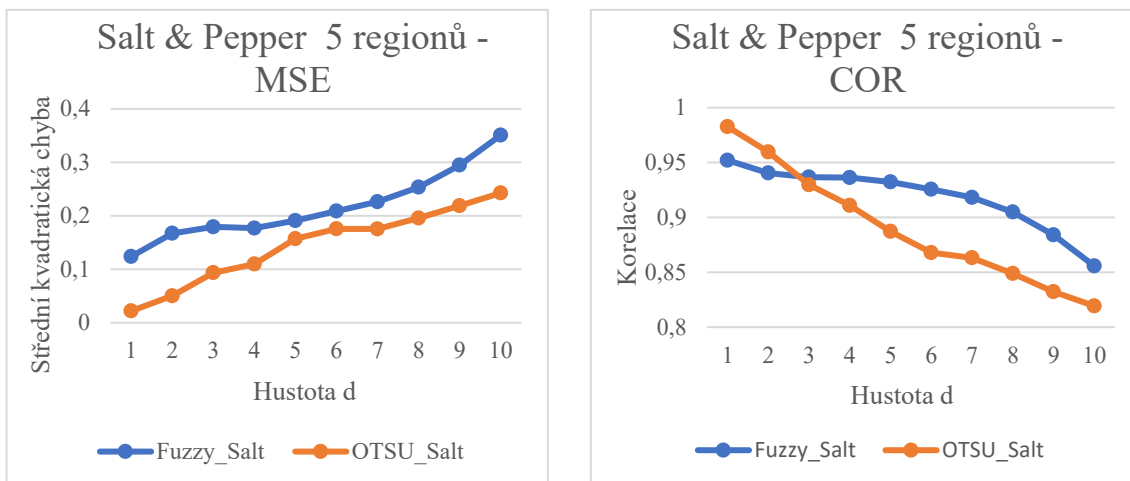 Salt & Pepper 5 regionů -
MSE
Střední kvadratická chyba
0,4
0,3
0,2
0,1
0
1 2 3 4 5 6 7 8 9 10
Hustota d
Fuzzy_Salt OTSU_Salt
Salt & Pepper 5 regionů -
COR
Korelace
1
0,95
0,9
0,85
0,8
1 2 3 4 5 6 7 8 9 10
Hustota d
Fuzzy_Salt OTSU_Salt